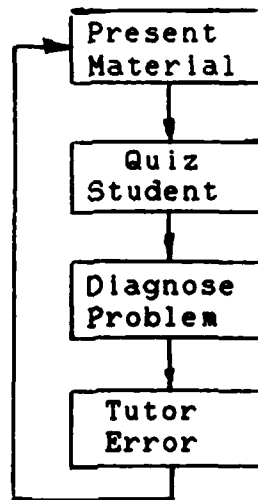 Present
Material
Quiz
Student
Diagnose
Problem
Tutor
Error